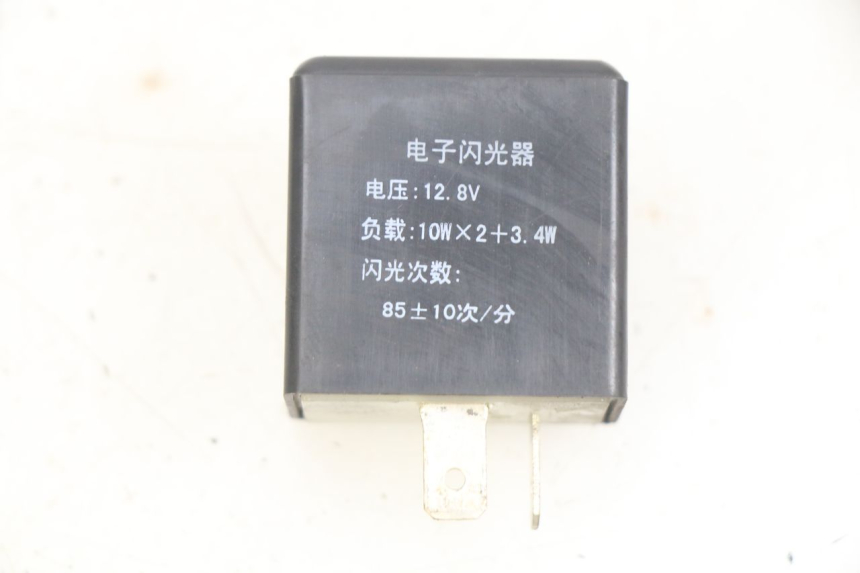 电子闪光器
电压:12.8V
负载:10W×2+3.4W
闪光次数:
85±10次/分